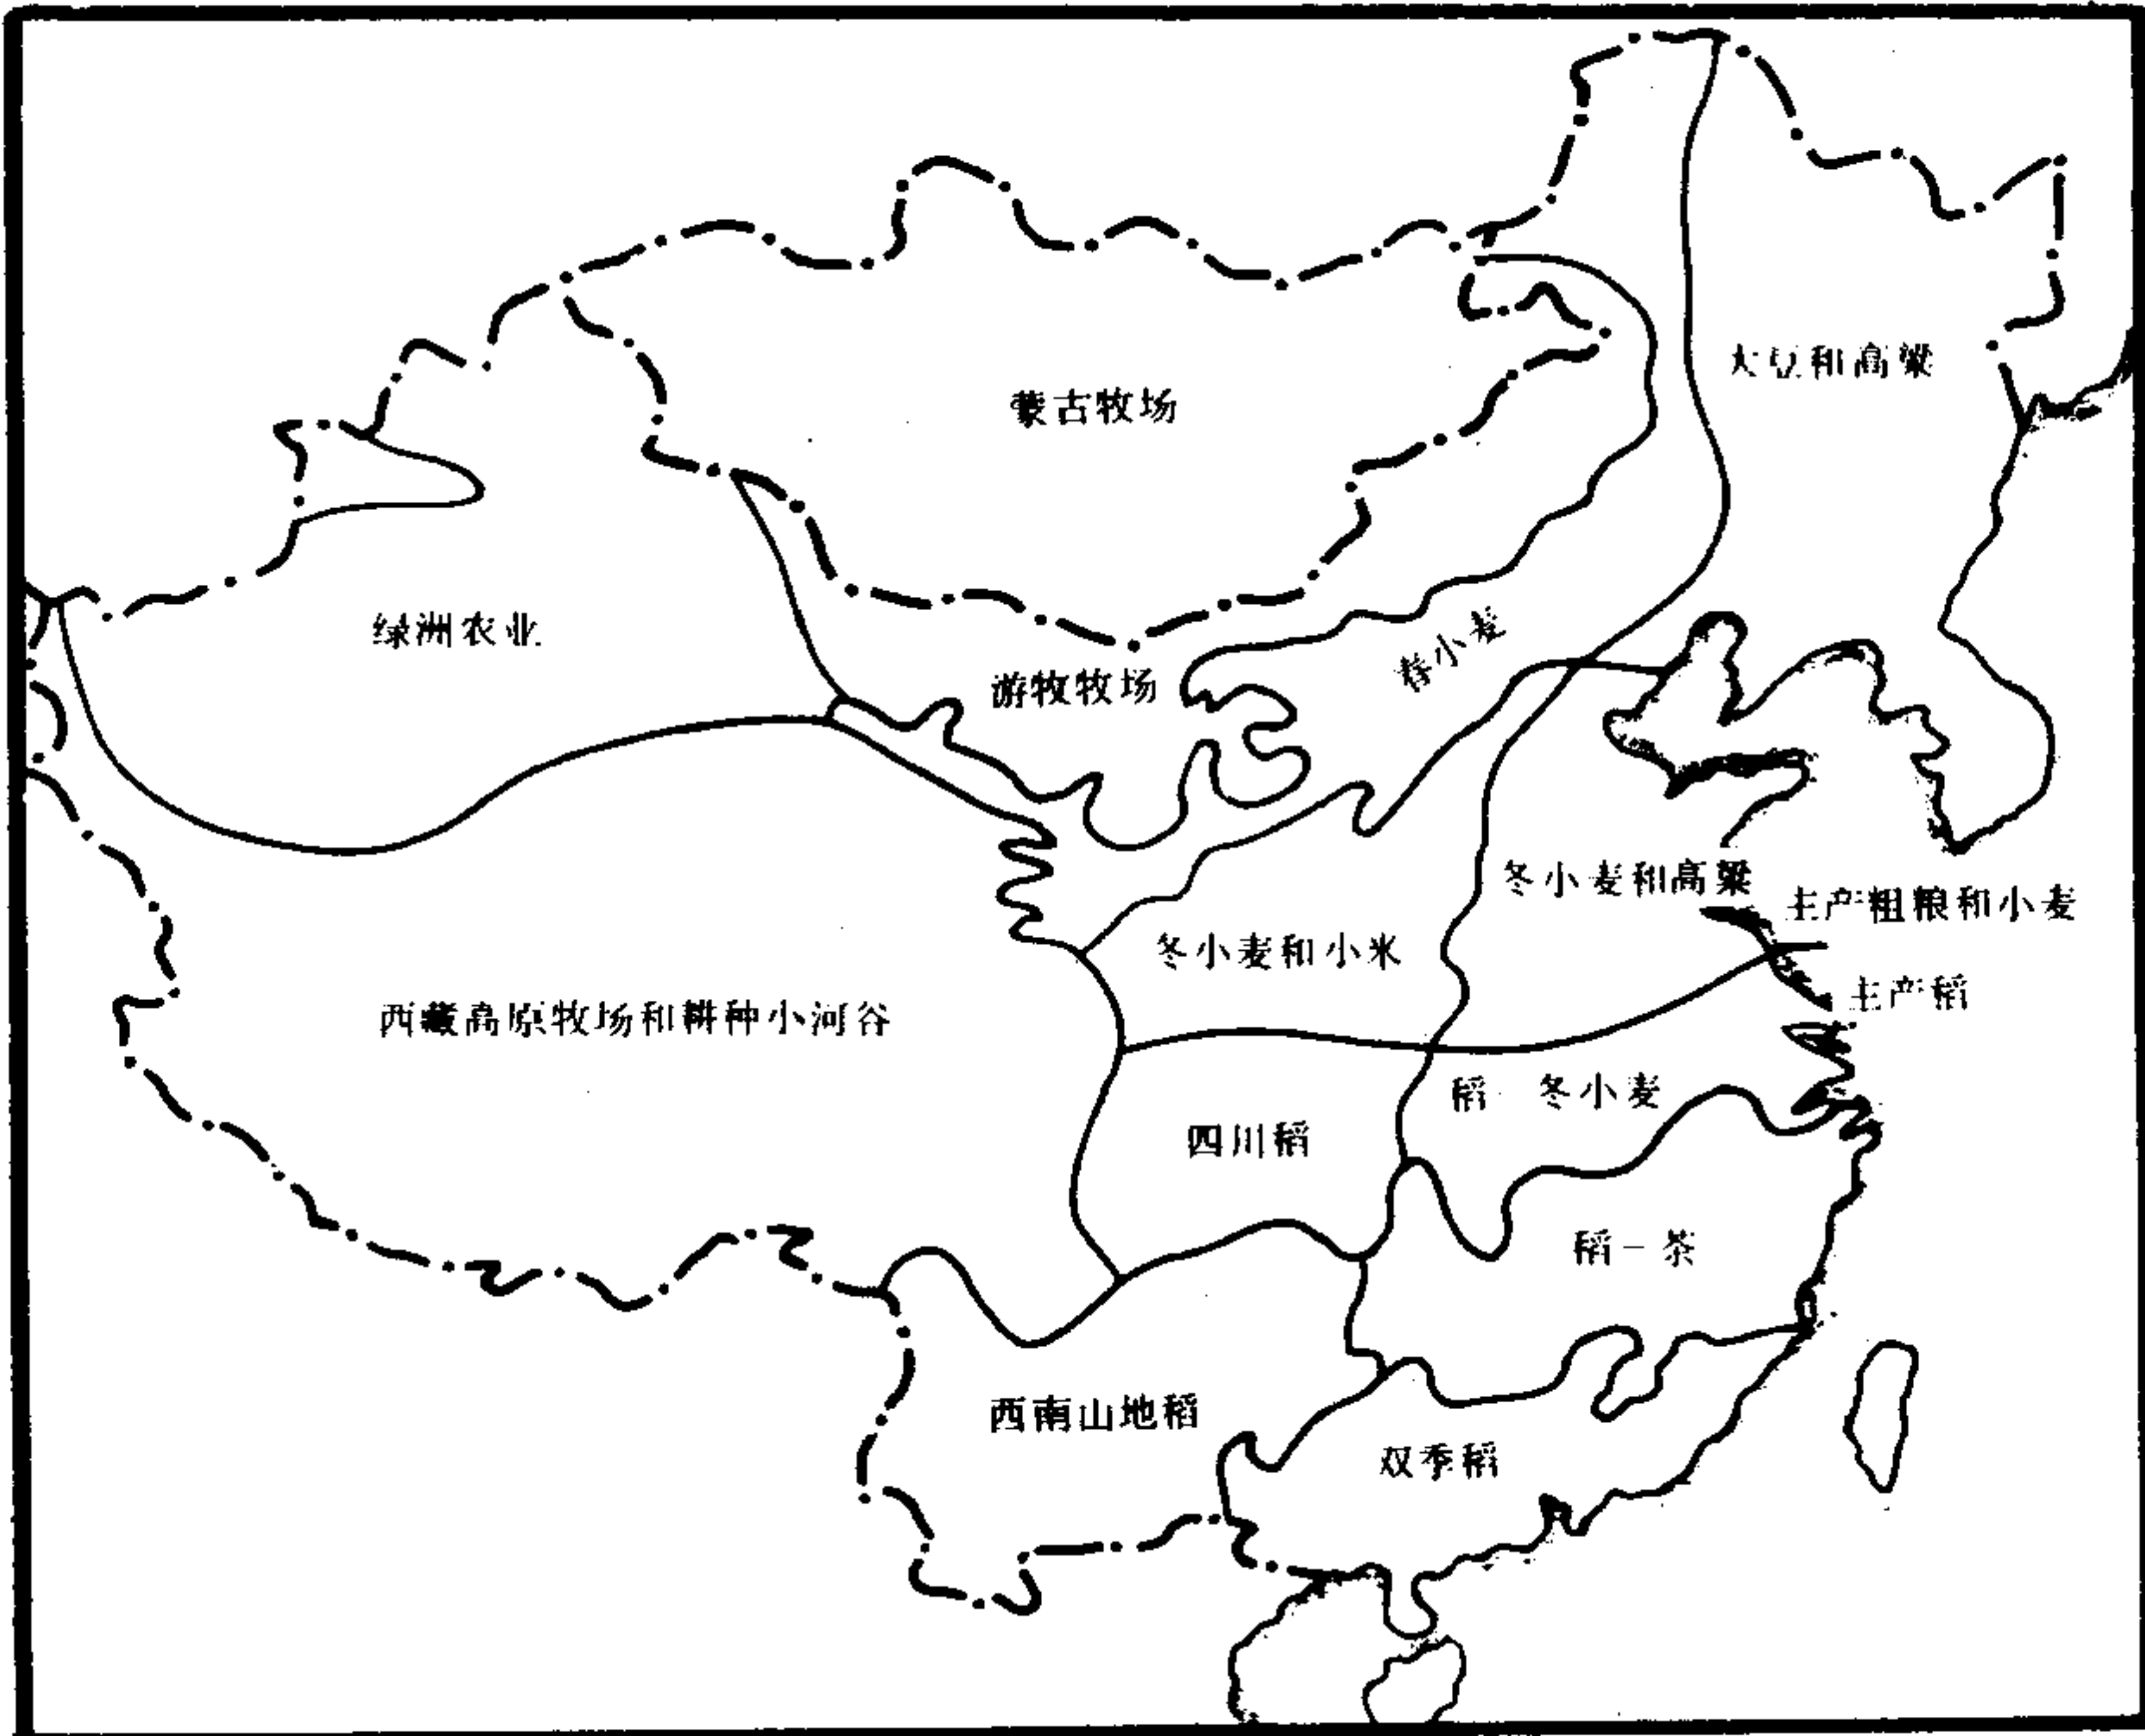 大豆和高粱
蒙古牧场
绿洲农业
春小麦
游牧牧场
冬小麦和高粱
主产粗粮和小麦
冬小麦和小米
主产稻
西藏高原牧场和耕种小河谷
稻-冬小麦
四川稻
稻-茶
西南山地稻
双季稻